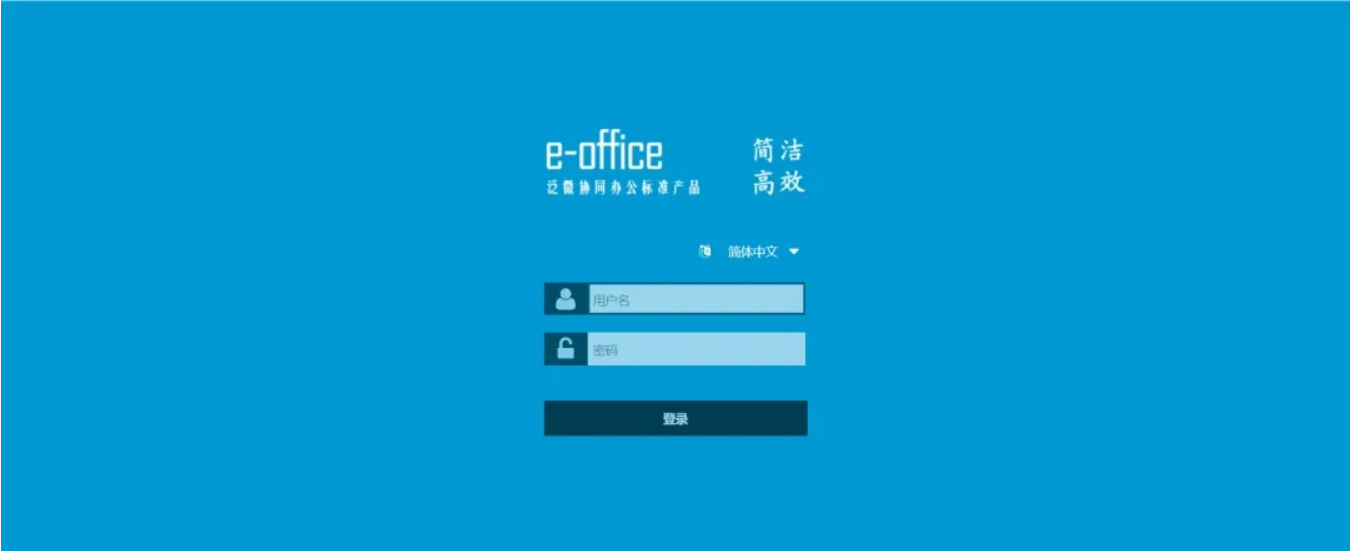 e-office
泛微协同办公标准产品
简洁
高效
简体中文
用户名
密码
登录